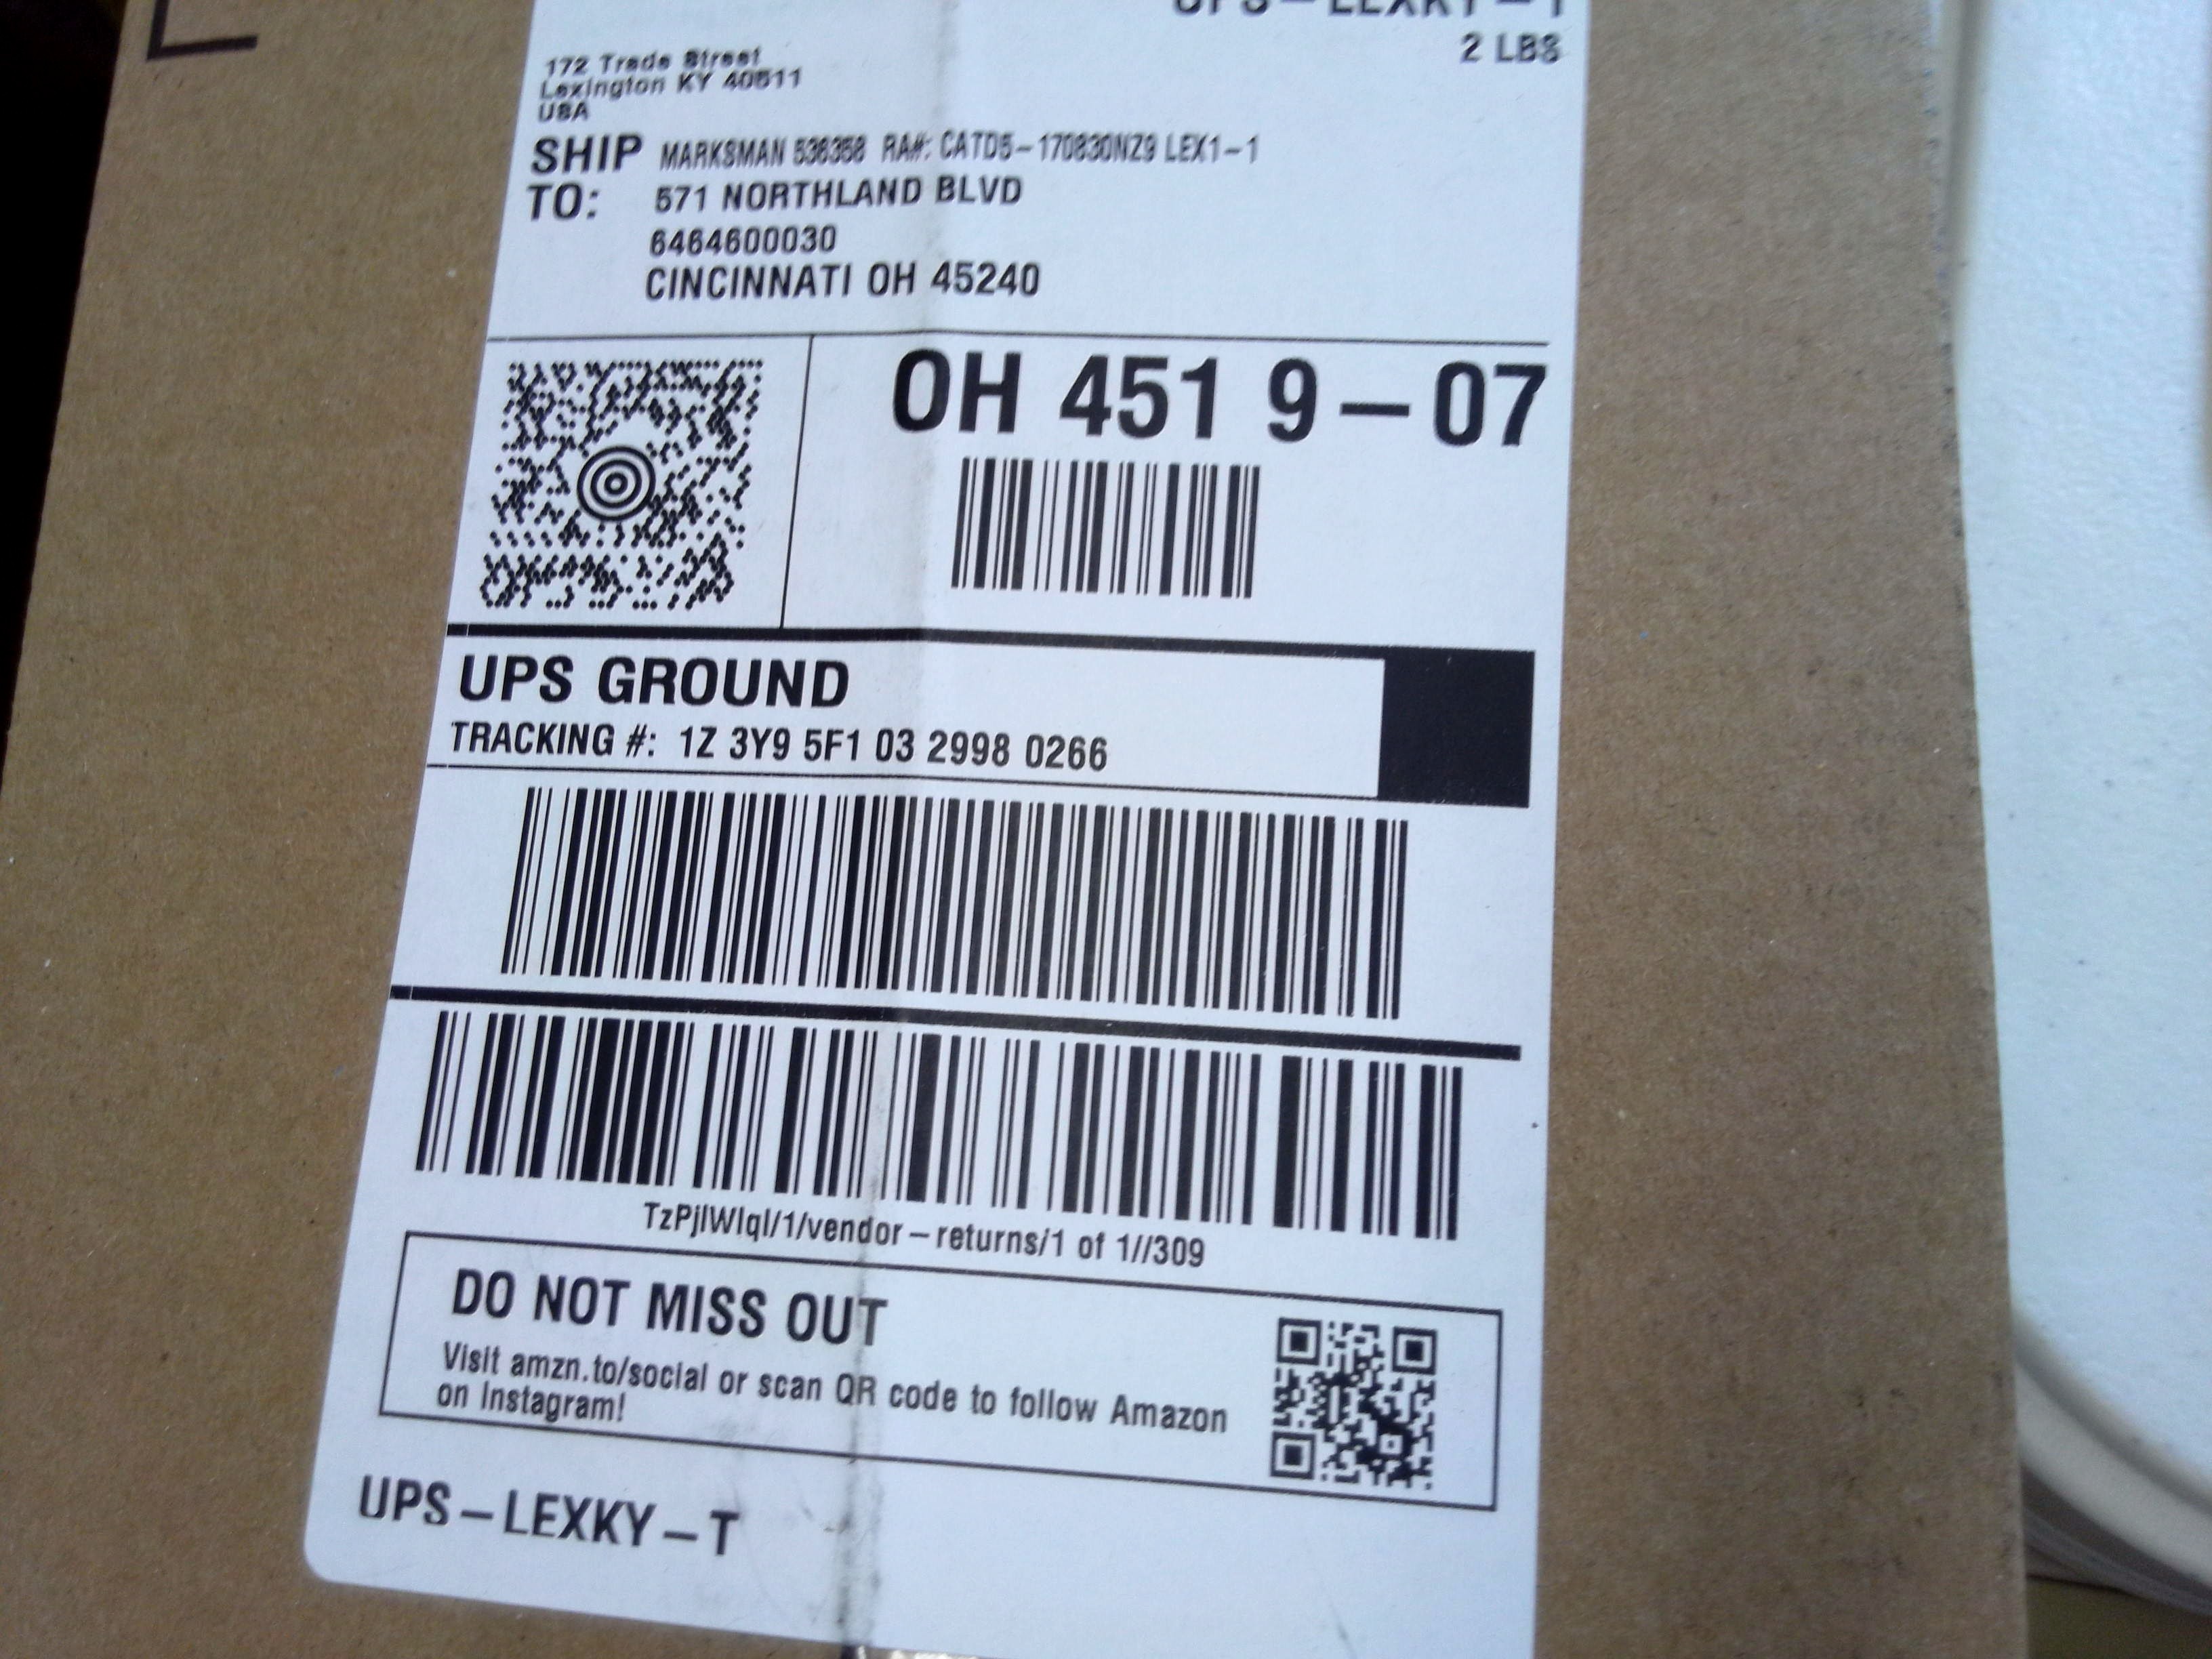 UPS-LEXKY-T
2 LBS
172 Trade Street
Lexington KY 40511
USA
SHIP TO:
MARKSMAN 536358 RA#: CATD5-170830NZ9 LEX1-1
571 NORTHLAND BLVD
6464600030
CINCINNATI OH 45240
OH 451 9-07
UPS GROUND
TRACKING #: 1Z 3Y9 5F1 03 2998 0266
TzPjlWlql/1/vendor-returns/1 of 1//309
DO NOT MISS OUT
Visit amzn.to/social or scan QR code to follow Amazon
on Instagram!
UPS-LEXKY-T